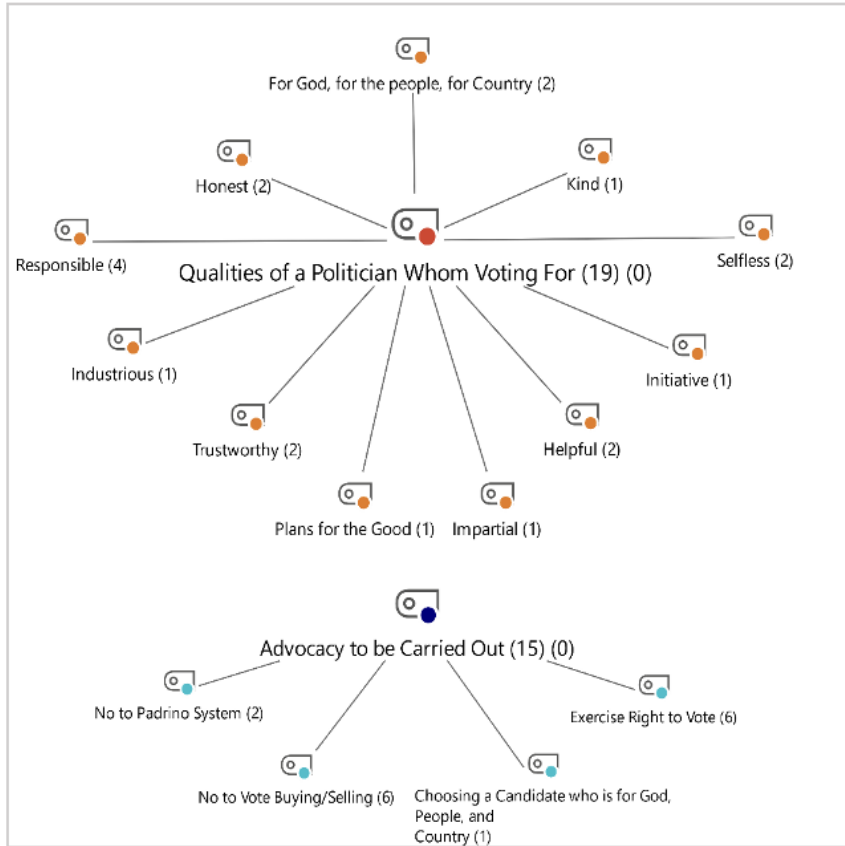 For God, for the people, for Country (2)
Honest (2)
Kind (1)
Responsible (4)
Selfless (2)
Qualities of a Politician Whom Voting For (19) (0)
Industrious (1)
Initiative (1)
Trustworthy (2)
Helpful (2)
Plans for the Good (1)
Impartial (1)
Advocacy to be Carried Out (15) (0)
No to Padrino System (2)
Exercise Right to Vote (6)
No to Vote Buying/Selling (6)
Choosing a Candidate who is for God,
People, and
Country (1)